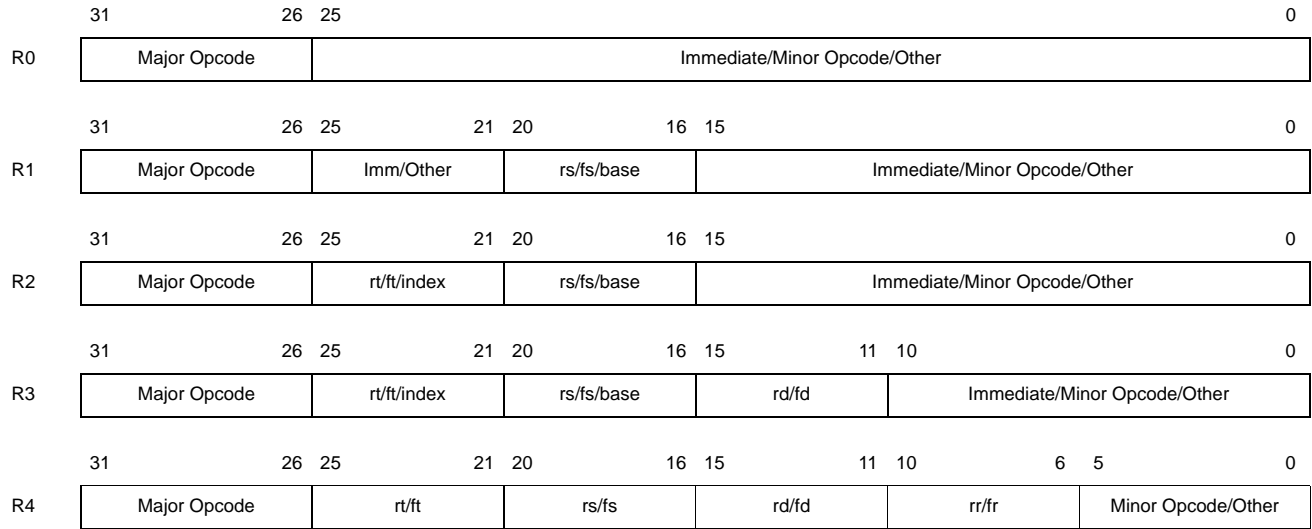 31 26 25 0
R0 Major Opcode Immediate/Minor Opcode/Other
31 26 25 21 20 16 15 0
R1 Major Opcode Imm/Other rs/fs/base Immediate/Minor Opcode/Other
31 26 25 21 20 16 15 0
R2 Major Opcode rt/ft/index rs/fs/base Immediate/Minor Opcode/Other
31 26 25 21 20 16 15 11 10 0
R3 Major Opcode rt/ft/index rs/fs/base rd/fd Immediate/Minor Opcode/Other
31 26 25 21 20 16 15 11 10 6 5 0
R4 Major Opcode rt/ft rs/fs rd/fd rr/fr Minor Opcode/Other